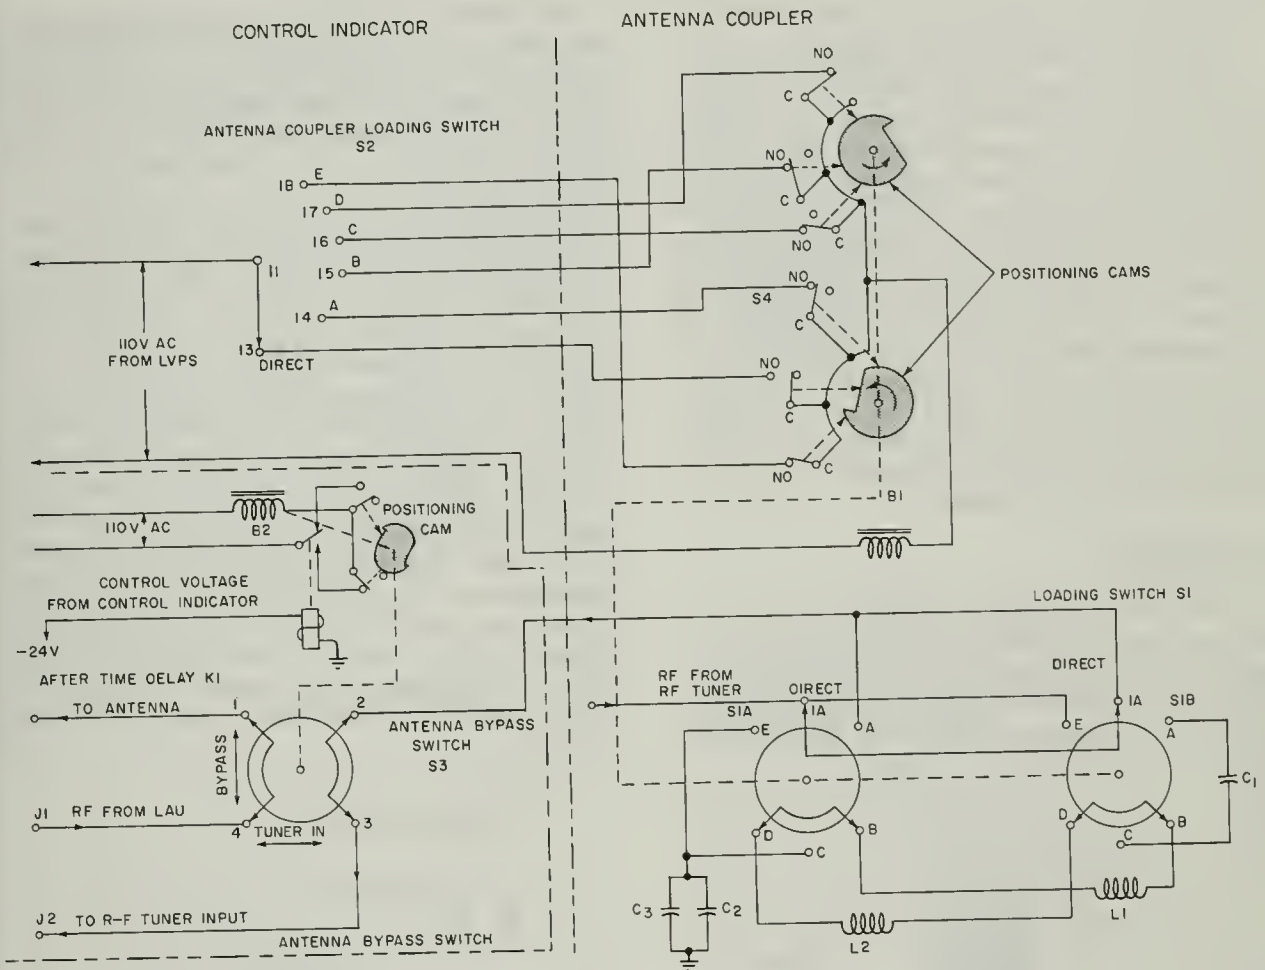 CONTROL INDICATOR
ANTENNA COUPLER
ANTENNA COUPLER LOADING SWITCH
S2
18 E
17 D
16 C
15 B
14 A
13 DIRECT
11
110V AC
FROM LVPS
NO
C
NO
C
NO
C
S4
NO
C
NO
C
NO
C
POSITIONING CAMS
B1
110V AC
B2
POSITIONING
CAM
CONTROL VOLTAGE
FROM CONTROL INDICATOR
-24V
AFTER TIME DELAY K1
TO ANTENNA
1
2
BYPASS
ANTENNA BYPASS
SWITCH
S3
J1 RF FROM LAU
4
TUNER IN
3
J2 TO R-F TUNER INPUT
ANTENNA BYPASS SWITCH
LOADING SWITCH S1
RF FROM
RF TUNER
DIRECT
S1A
1A
E
A
D
B
C
DIRECT
1A
S1B
E
A
D
B
C
C1
C3
C2
L2
L1